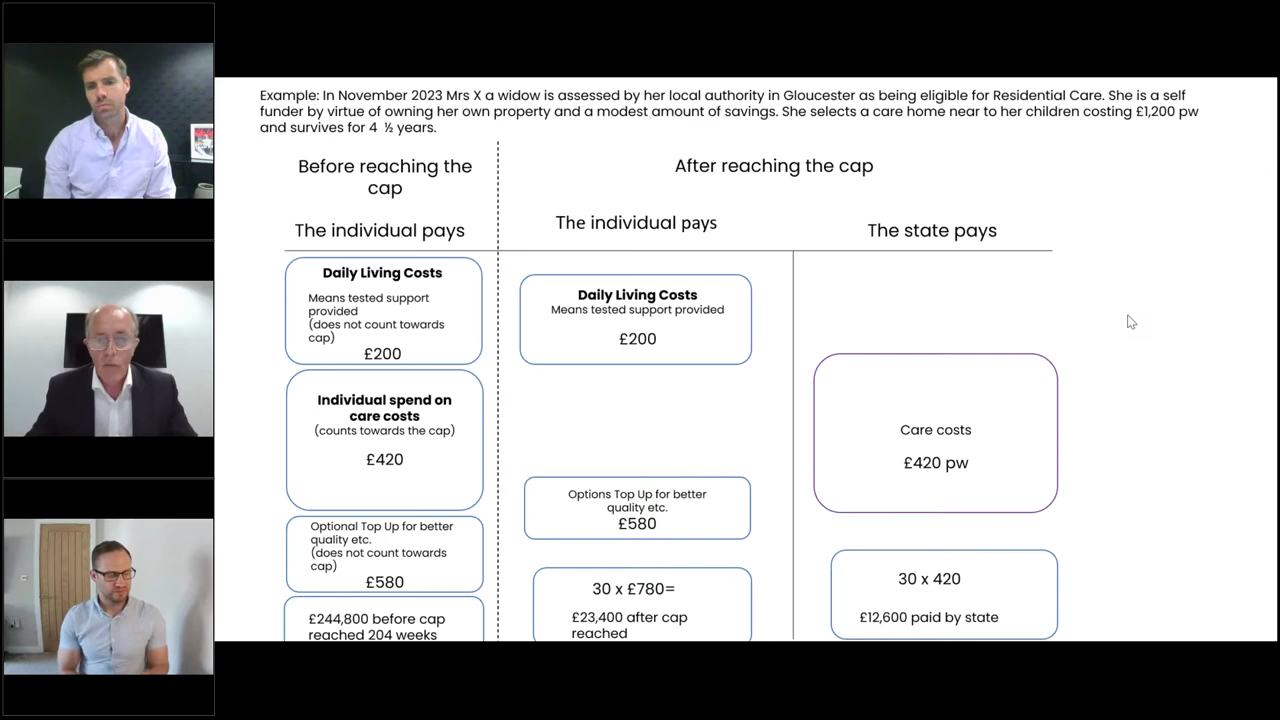 Example: In November 2023 Mrs X a widow is assessed by her local authority in Gloucester as being eligible for Residential Care. She is a self
funder by virtue of owning her own property and a modest amount of savings. She selects a care home near to her children costing £1,200 pw
and survives for 4 ½ years.
Before reaching the
cap
After reaching the cap
The individual pays
The individual pays
The state pays
Daily Living Costs
Means tested support
provided
(does not count towards
cap)
£200
Individual spend on
care costs
(counts towards the cap)
£420
Optional Top Up for better
quality etc.
(does not count towards
cap)
£580
£244,800 before cap
reached 204 weeks
Daily Living Costs
Means tested support provided
£200
Options Top Up for better
quality etc.
£580
30 x £780=
£23,400 after cap
reached
Care costs
£420 pw
30 x 420
£12,600 paid by state